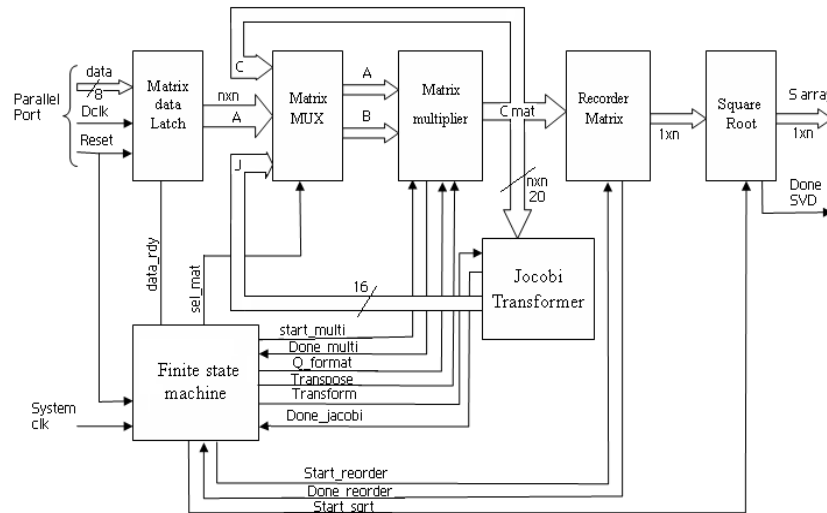 Parallel
Port
data
8
Dclk
Reset
Matrix
data
Latch
nxn
A
C
J
Matrix
MUX
A
B
Matrix
multiplier
C mat
nxn
20
Recorder
Matrix
1xn
Square
Root
S array
1xn
Done
SVD
Jocobi
Transformer
16
data_rdy
sel_mat
start_multi
Done_multi
Q_format
Transpose
Transform
Done_jacobi
Finite state
machine
System
clk
Start_reorder
Done_reorder
Start_sqrt